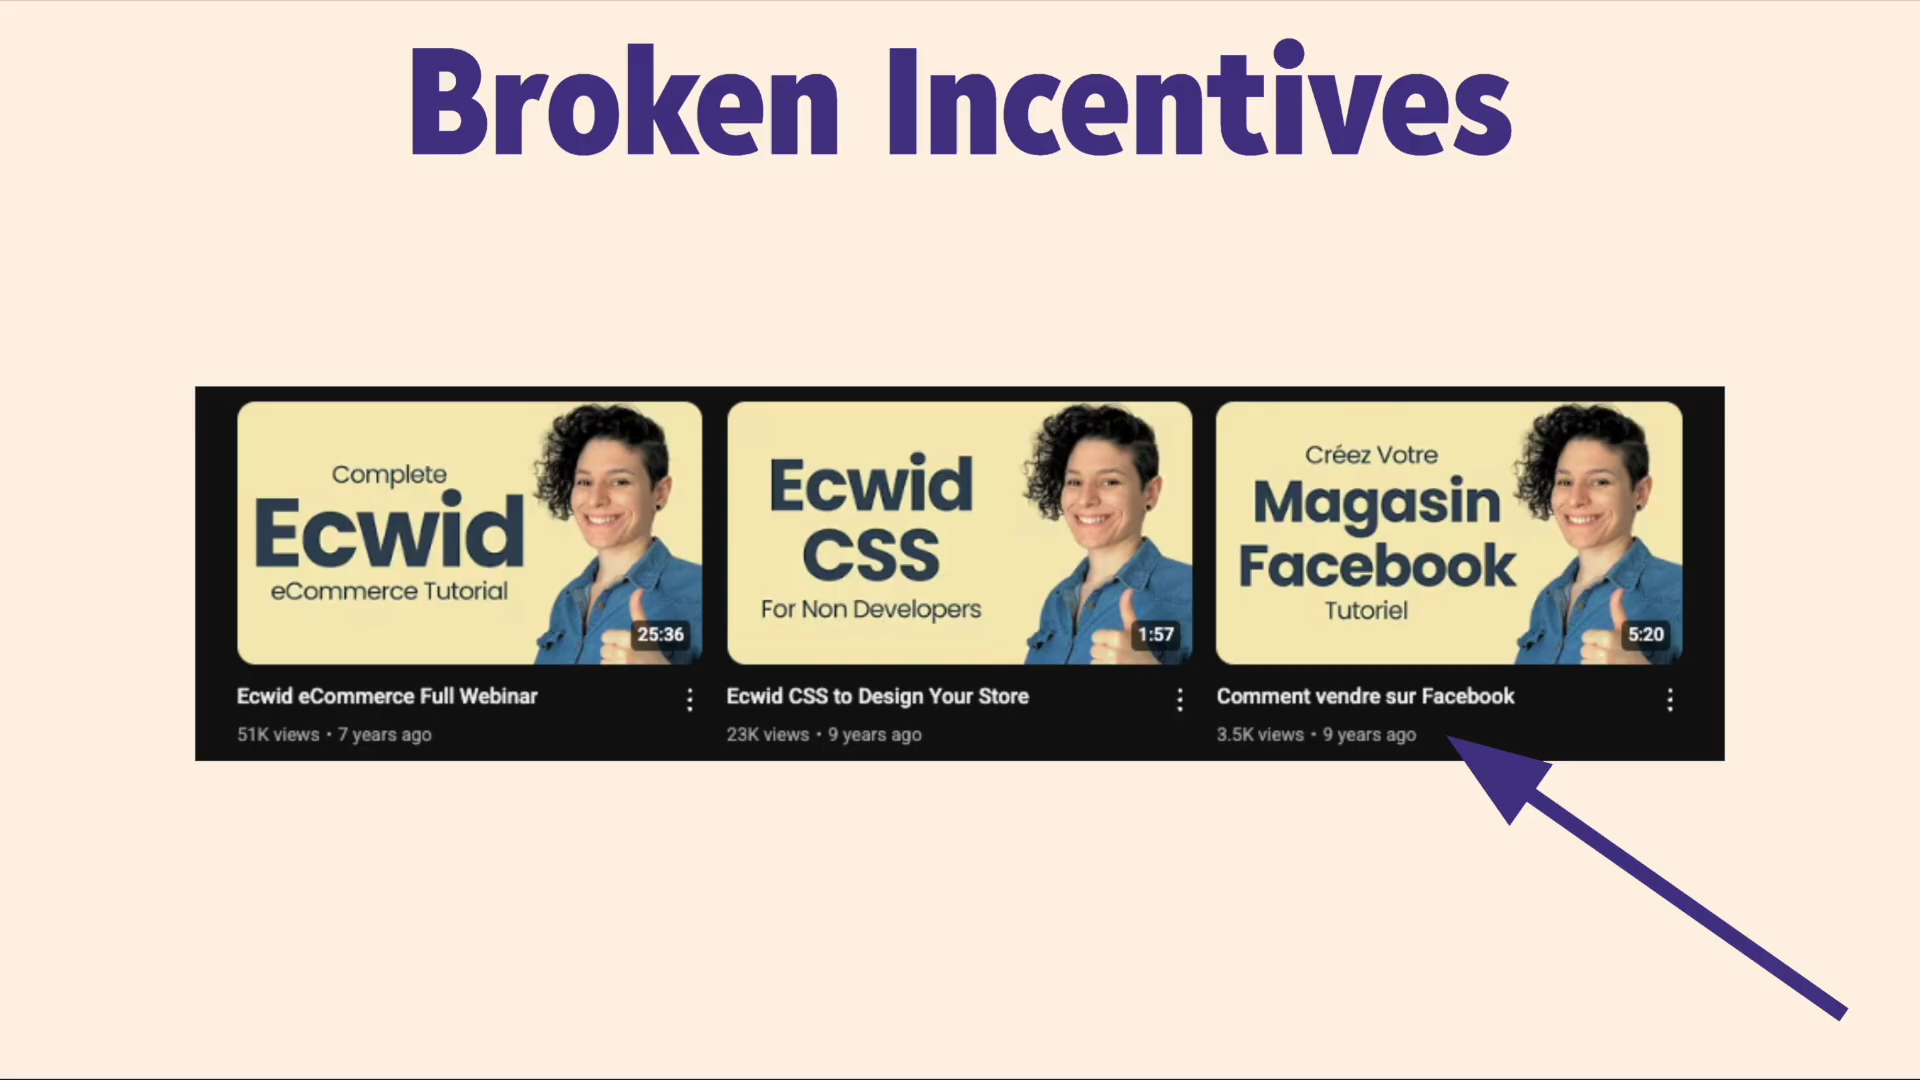 Broken Incentives
Complete
Ecwid
eCommerce Tutorial
25:36
Ecwid eCommerce Full Webinar
51K views • 7 years ago
Ecwid
CSS
For Non Developers
1:57
Ecwid CSS to Design Your Store
23K views • 9 years ago
Créez Votre
Magasin
Facebook
Tutoriel
5:20
Comment vendre sur Facebook
3.5K views • 9 years ago